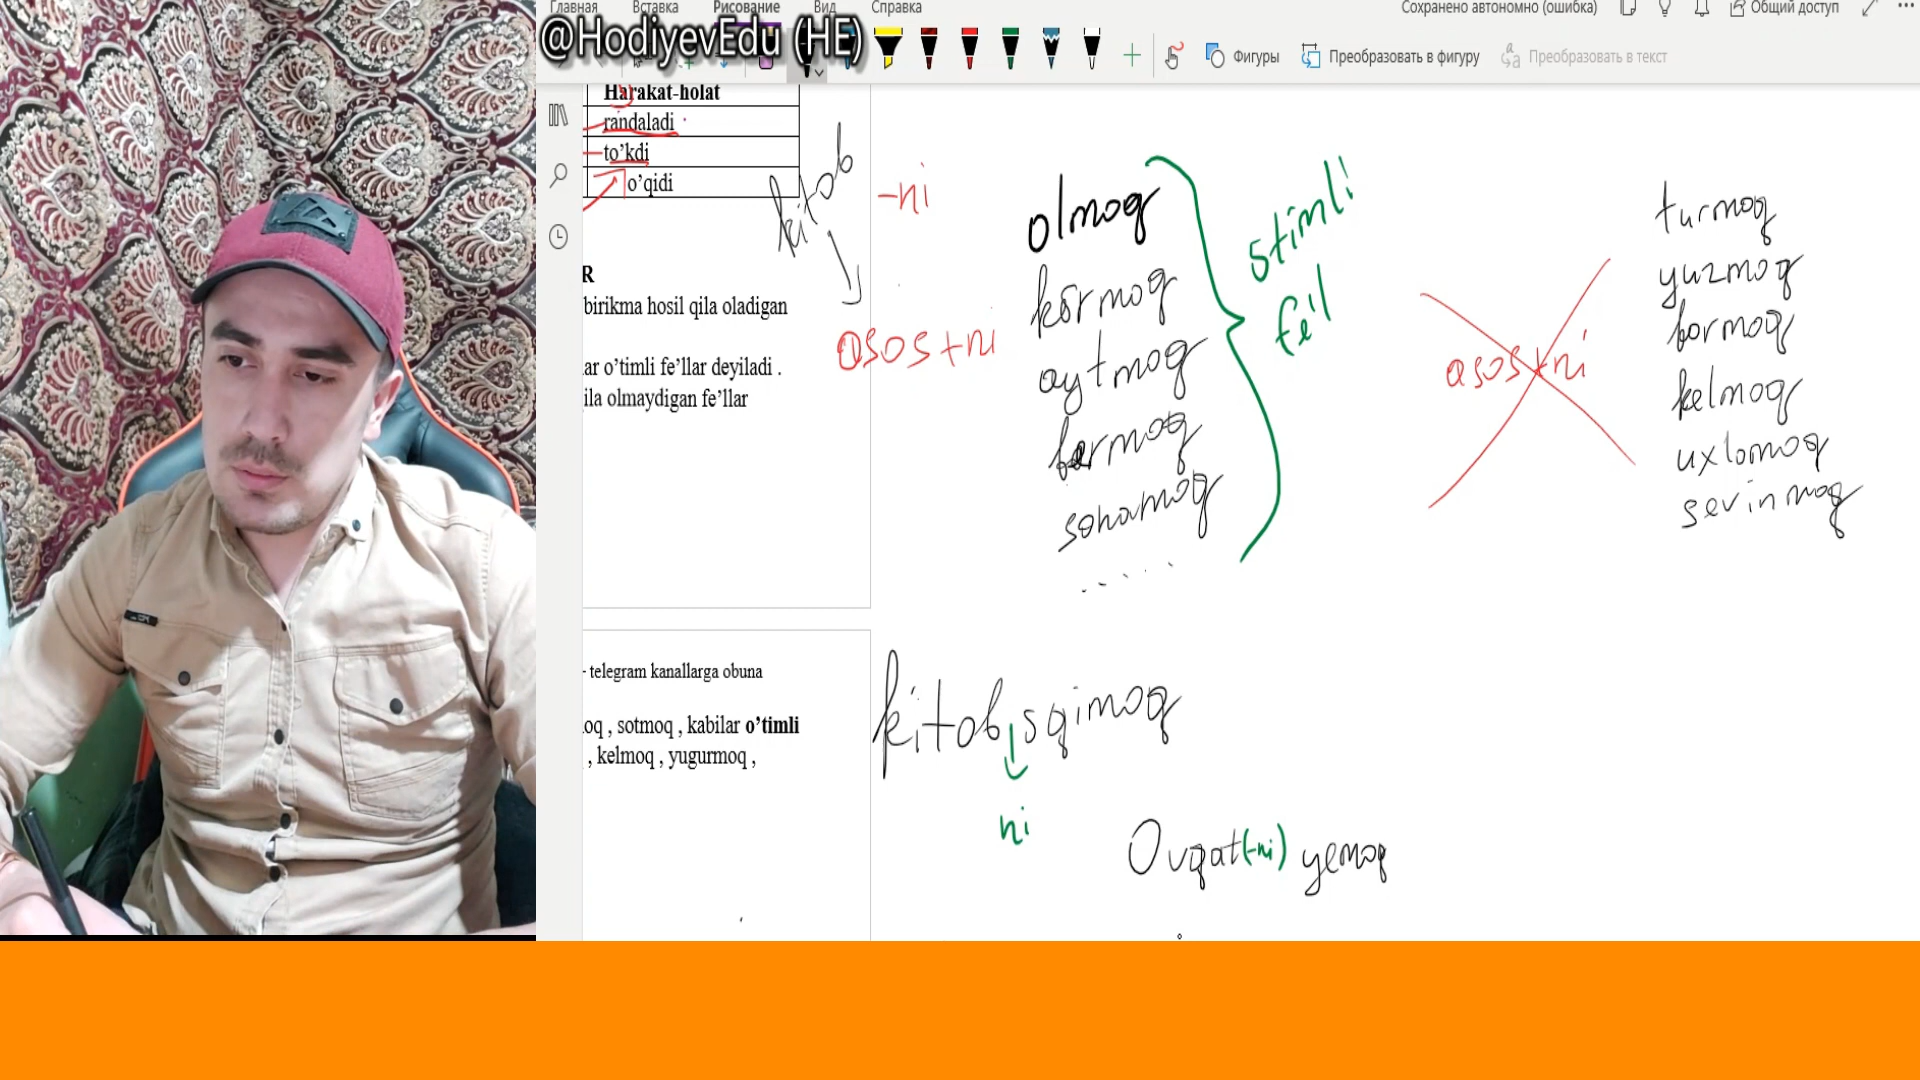 Главная Вставка Рисование Вид Справка Сохранено автономно (ошибка) Общий доступ
@HodiyevEdu (HE)
Фигуры Преобразовать в фигуру Преобразовать в текст
Harakat-holat
randaladi
to’kdi
o’qidi
kitob
-ni
asos+ni
R
birikma hosil qila oladigan
ar o’timli fe’llar deyiladi .
ila olmaydigan fe’llar
olmoq
ko̅rmoq
aytmoq
bermoq
sanamoq
.....
o̅timli
fe'l
asos+ni
turmoq
yuzmoq
bormoq
kelmoq
uxlamoq
sevinmoq
- telegram kanallarga obuna
oq , sotmoq , kabilar o’timli
, kelmoq , yugurmoq ,
kitob o̅qimoq
ni
Ovqat(-ni) yemoq